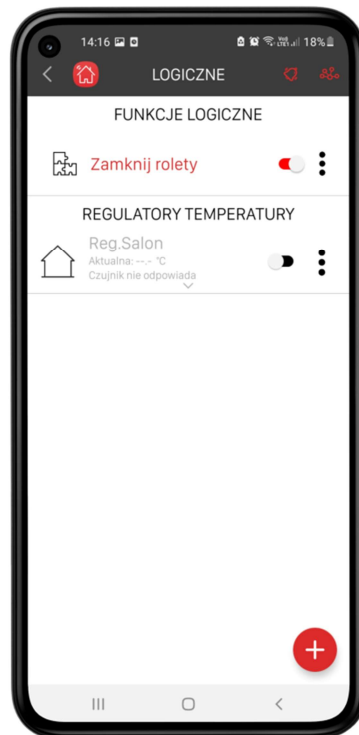 14:16
18%
LOGICZNE
FUNKCJE LOGICZNE
Zamknij rolety
REGULATORY TEMPERATURY
Reg.Salon
Aktualna: --.- °C
Czujnik nie odpowiada